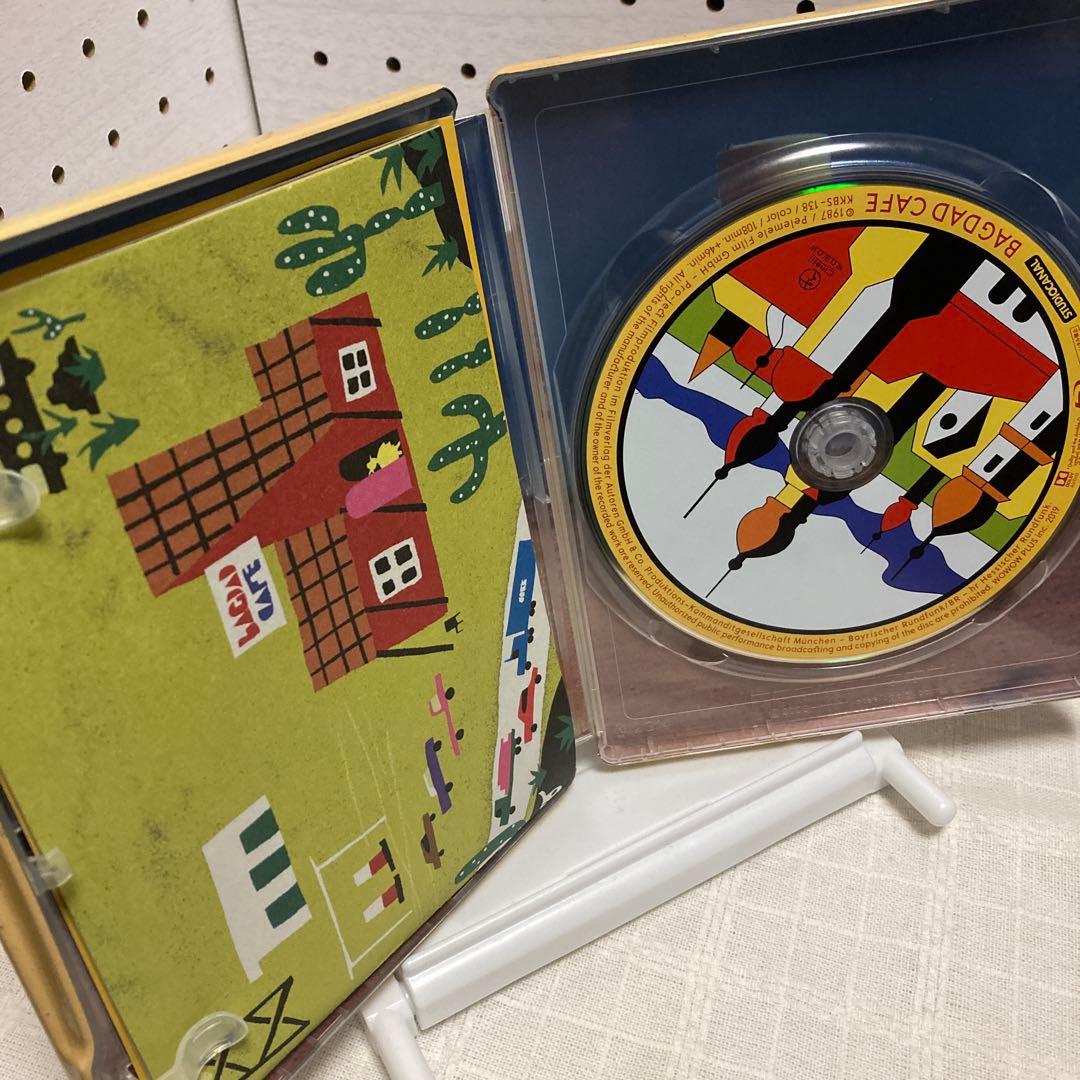 BAGDAD
CAFE
BAGDAD CAFE
KKBS-138 / color / 108min. +46min. All rights of the manufacturer and of the owner of the recorded work are reserved. Unauthorized public performance broadcasting and copying of the disc are prohibited. WOWOW PLUS Inc. 2019
©1987 / Pelemele Film GmbH – Pro-ject Filmproduktion im Filmverlag der Autoren GmbH & Co. Produktions-Kommanditgesellschaft München – Bayrischer Rundfunk/BR – hr Hessischer Rundfunk
STUDIOCANAL